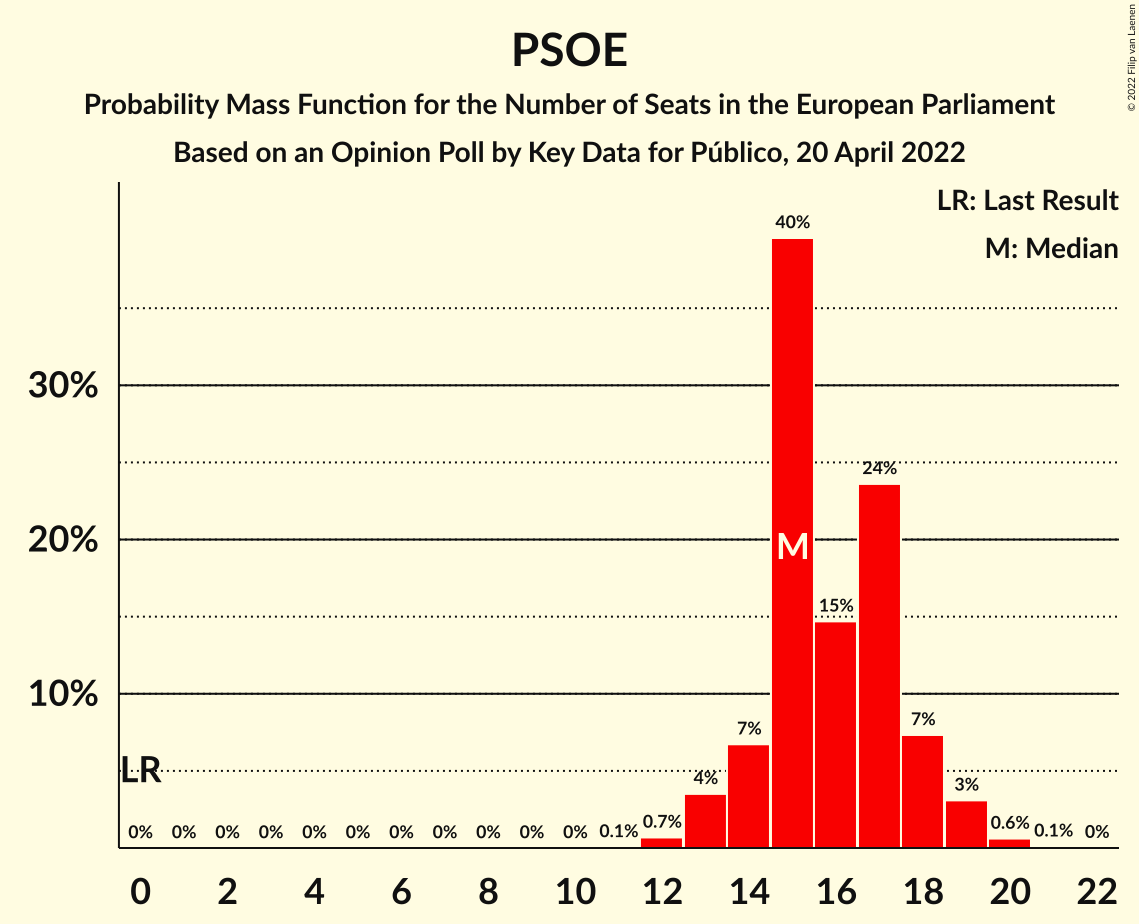 PSOE
Probability Mass Function for the Number of Seats in the European Parliament
Based on an Opinion Poll by Key Data for Público, 20 April 2022
© 2022 Filip van Laenen
LR: Last Result
M: Median
40%
30%
24%
20%
M
15%
10%
7%
7%
LR
4%
3%
0% 0% 0% 0% 0% 0% 0% 0% 0% 0% 0% 0.1% 0.7% 0.6% 0.1% 0%
0 2 4 6 8 10 12 14 16 18 20 22